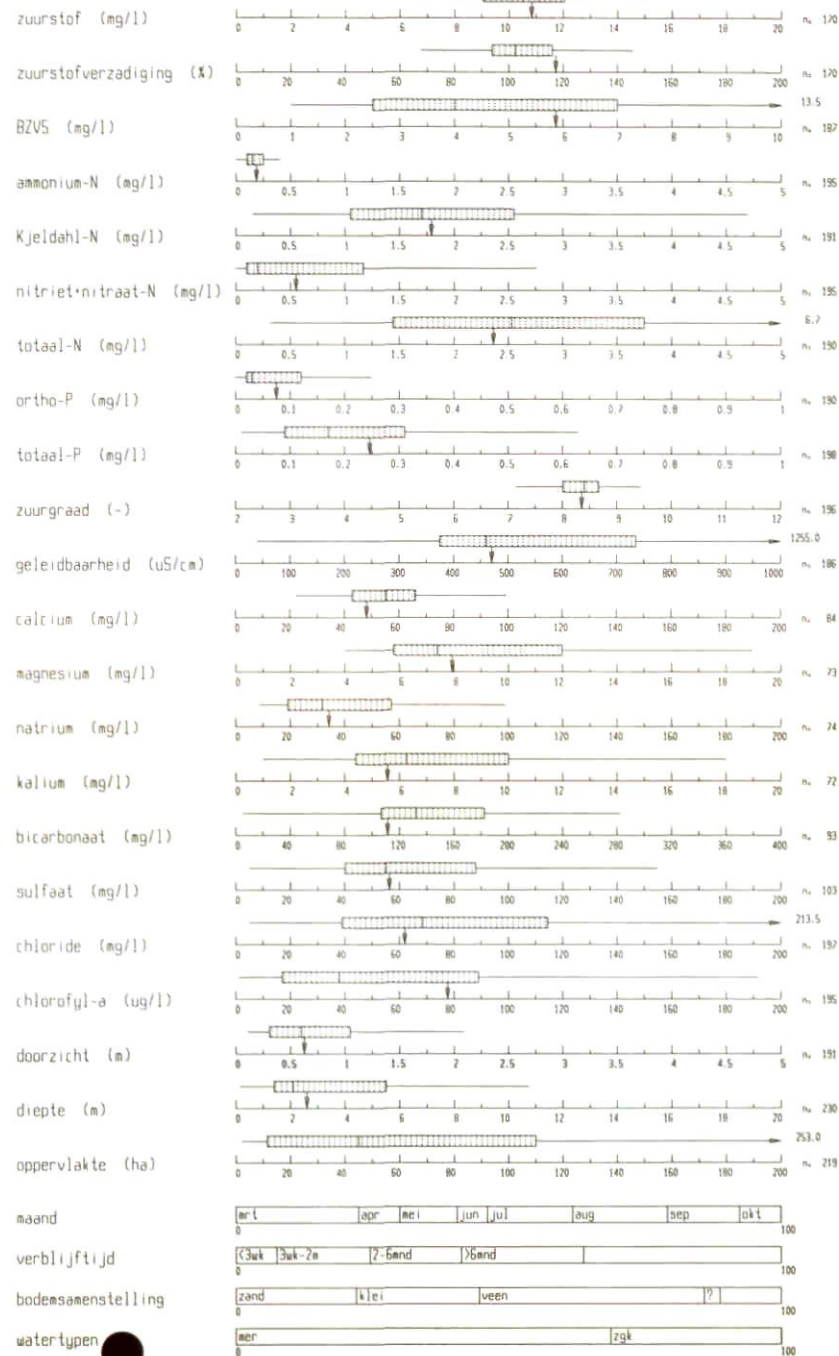 zuurstof (mg/l)
0 2 4 6 8 10 12 14 16 18 20 n= 170
zuurstofverzadiging (%)
0 20 40 60 80 100 120 140 160 180 200 n= 170
13.5
BZV5 (mg/l)
0 1 2 3 4 5 6 7 8 9 10 n= 187
ammonium-N (mg/l)
0 0.5 1 1.5 2 2.5 3 3.5 4 4.5 5 n= 195
Kjeldahl-N (mg/l)
0 0.5 1 1.5 2 2.5 3 3.5 4 4.5 5 n= 191
nitriet+nitraat-N (mg/l)
0 0.5 1 1.5 2 2.5 3 3.5 4 4.5 5 n= 195
6.7
totaal-N (mg/l)
0 0.5 1 1.5 2 2.5 3 3.5 4 4.5 5 n= 190
ortho-P (mg/l)
0 0.1 0.2 0.3 0.4 0.5 0.6 0.7 0.8 0.9 1 n= 190
totaal-P (mg/l)
0 0.1 0.2 0.3 0.4 0.5 0.6 0.7 0.8 0.9 1 n= 198
zuurgraad (-)
2 3 4 5 6 7 8 9 10 11 12 n= 196
1255.0
geleidbaarheid (uS/cm)
0 100 200 300 400 500 600 700 800 900 1000 n= 186
calcium (mg/l)
0 20 40 60 80 100 120 140 160 180 200 n= 84
magnesium (mg/l)
0 2 4 6 8 10 12 14 16 18 20 n= 73
natrium (mg/l)
0 20 40 60 80 100 120 140 160 180 200 n= 74
kalium (mg/l)
0 2 4 6 8 10 12 14 16 18 20 n= 72
bicarbonaat (mg/l)
0 40 80 120 160 200 240 280 320 360 400 n= 93
sulfaat (mg/l)
0 20 40 60 80 100 120 140 160 180 200 n= 103
213.5
chloride (mg/l)
0 20 40 60 80 100 120 140 160 180 200 n= 197
chlorofyl-a (ug/l)
0 20 40 60 80 100 120 140 160 180 200 n= 195
doorzicht (m)
0 0.5 1 1.5 2 2.5 3 3.5 4 4.5 5 n= 191
diepte (m)
0 2 4 6 8 10 12 14 16 18 20 n= 230
253.0
oppervlakte (ha)
0 20 40 60 80 100 120 140 160 180 200 n= 219
maand mrt apr mei jun jul aug sep okt
0 100
verblijftijd <3wk 3wk-2m 2-6mnd >6mnd
0 100
bodemsamenstelling zand klei veen ?
0 100
watertypen mer zgk
0 100